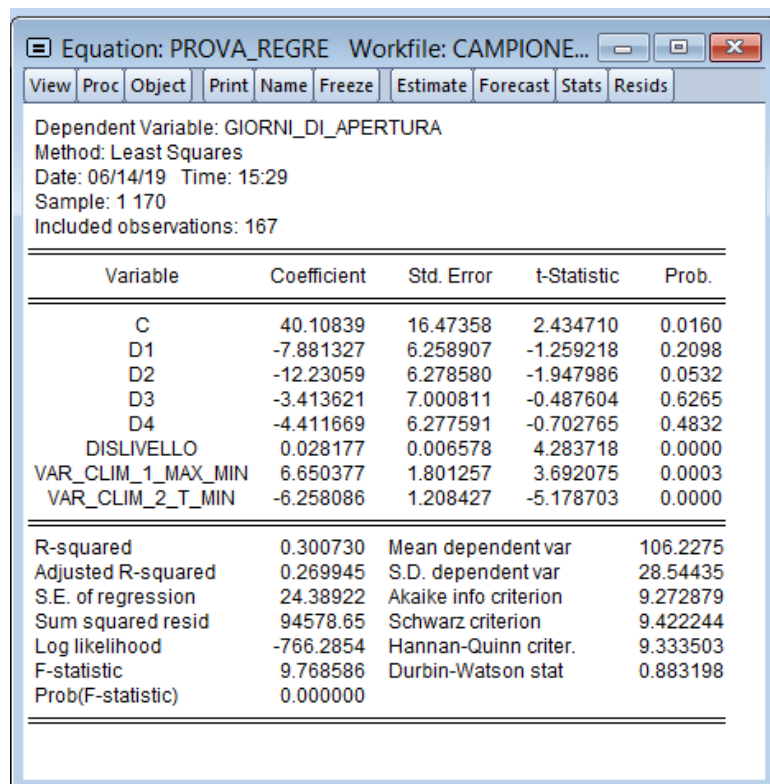 Equation: PROVA_REGRE Workfile: CAMPIONE...
View Proc Object Print Name Freeze Estimate Forecast Stats Resids
Dependent Variable: GIORNI_DI_APERTURA
Method: Least Squares
Date: 06/14/19 Time: 15:29
Sample: 1 170
Included observations: 167
Variable Coefficient Std. Error t-Statistic Prob.
C 40.10839 16.47358 2.434710 0.0160
D1 -7.881327 6.258907 -1.259218 0.2098
D2 -12.23059 6.278580 -1.947986 0.0532
D3 -3.413621 7.000811 -0.487604 0.6265
D4 -4.411669 6.277591 -0.702765 0.4832
DISLIVELLO 0.028177 0.006578 4.283718 0.0000
VAR_CLIM_1_MAX_MIN 6.650377 1.801257 3.692075 0.0003
VAR_CLIM_2_T_MIN -6.258086 1.208427 -5.178703 0.0000
R-squared 0.300730 Mean dependent var 106.2275
Adjusted R-squared 0.269945 S.D. dependent var 28.54435
S.E. of regression 24.38922 Akaike info criterion 9.272879
Sum squared resid 94578.65 Schwarz criterion 9.422244
Log likelihood -766.2854 Hannan-Quinn criter. 9.333503
F-statistic 9.768586 Durbin-Watson stat 0.883198
Prob(F-statistic) 0.000000